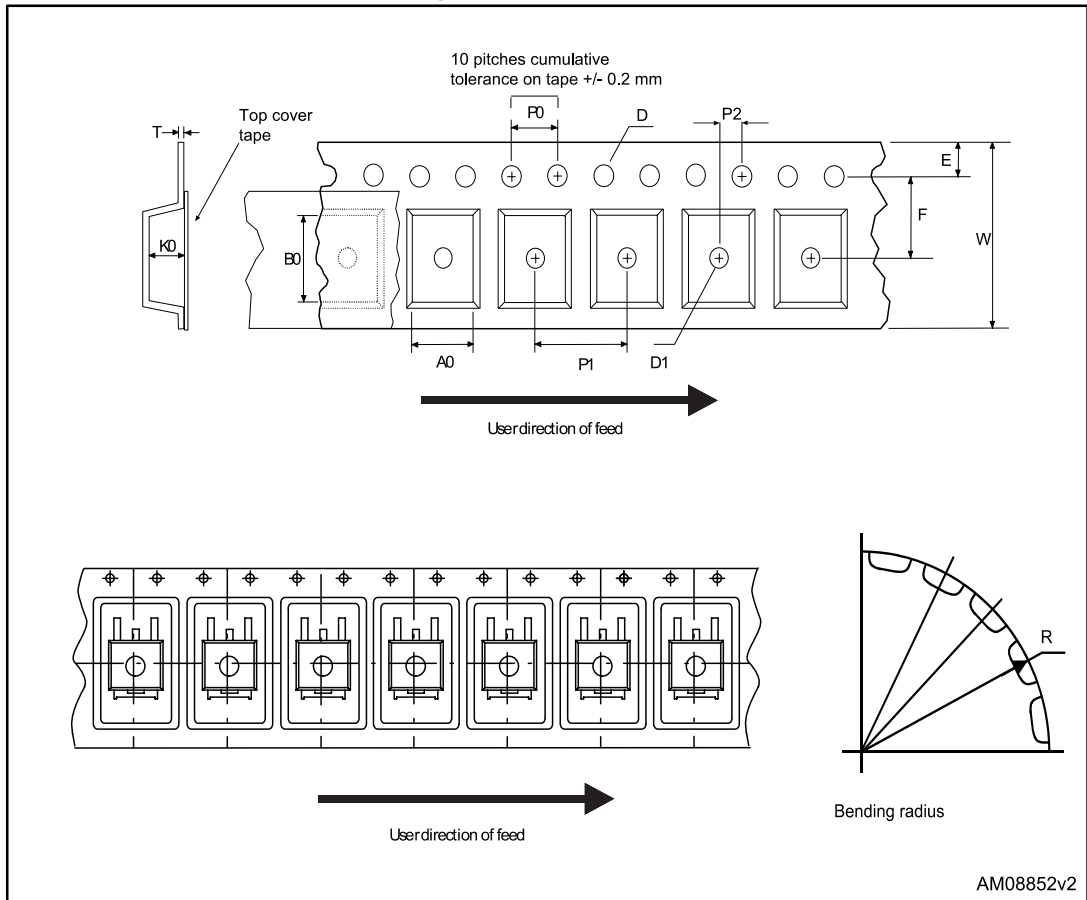 10 pitches cumulative
tolerance on tape +/- 0.2 mm
Top cover
tape
T
P0
D
P2
E
F
W
K0
B0
A0
P1
D1
User direction of feed
R
Bending radius
User direction of feed
AM08852v2